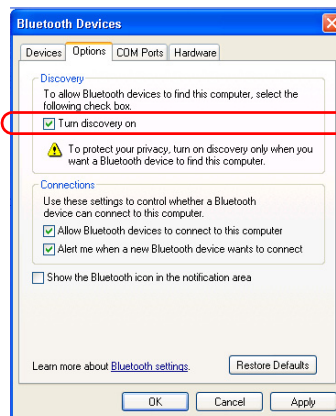 Bluetooth Devices
Devices Options COM Ports Hardware
Discovery
To allow Bluetooth devices to find this computer, select the
following check box.
Turn discovery on
To protect your privacy, turn on discovery only when you
want a Bluetooth device to find this computer.
Connections
Use these settings to control whether a Bluetooth
device can connect to this computer.
Allow Bluetooth devices to connect to this computer
Alert me when a new Bluetooth device wants to connect
Show the Bluetooth icon in the notification area
Learn more about Bluetooth settings. Restore Defaults
OK Cancel Apply